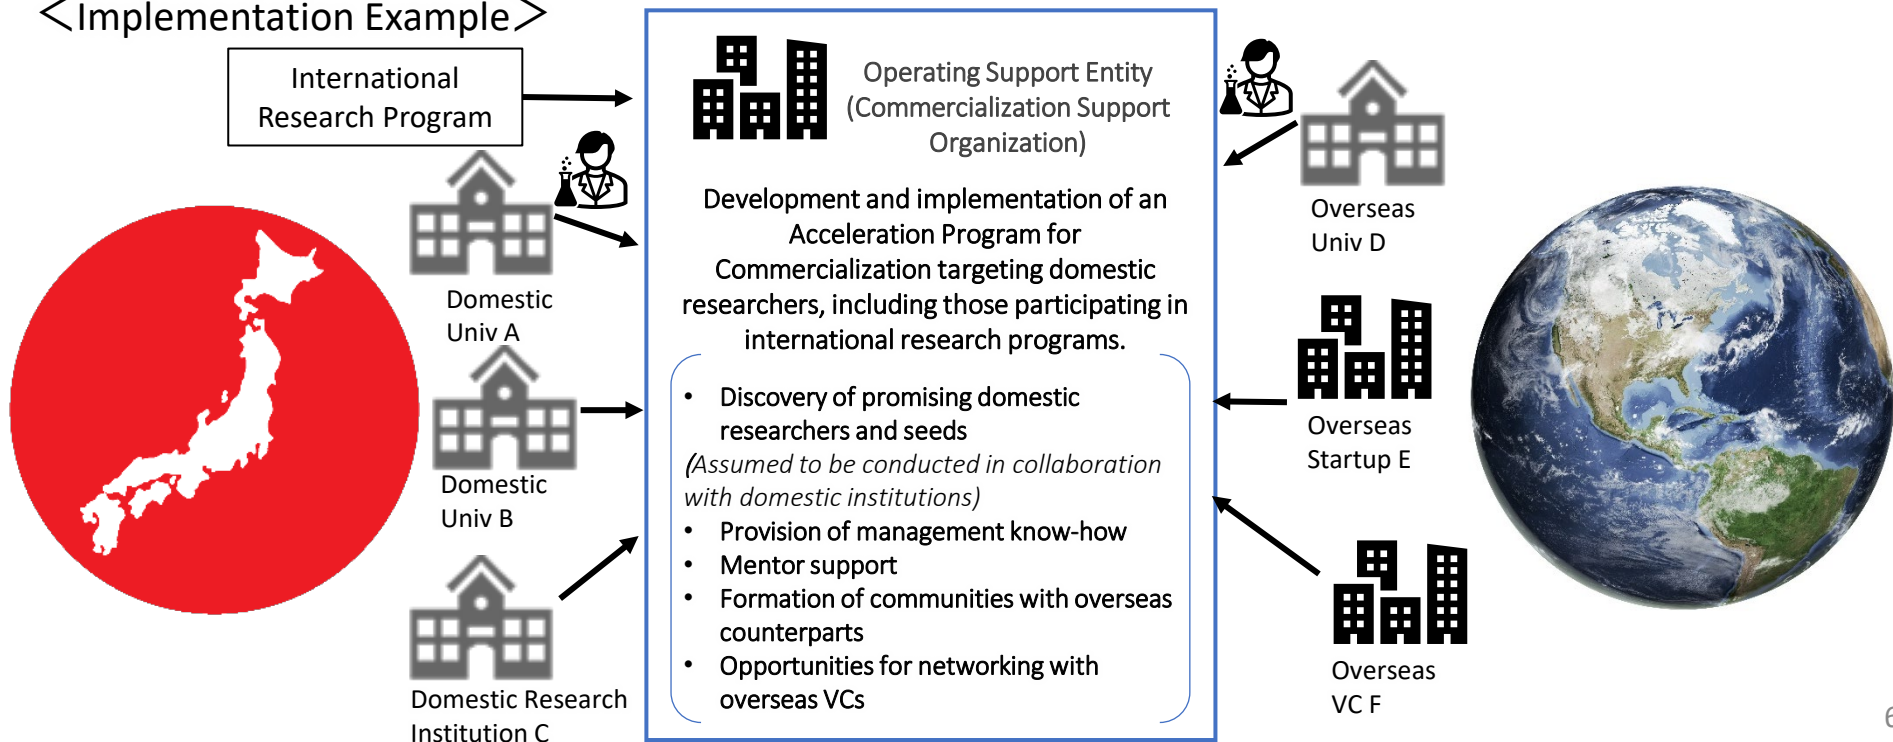 ＜Implementation Example＞
International
Research Program
Domestic
Univ A
Domestic
Univ B
Domestic Research
Institution C
Operating Support Entity
(Commercialization Support
Organization)
Development and implementation of an
Acceleration Program for
Commercialization targeting domestic
researchers, including those participating in
international research programs.
• Discovery of promising domestic
researchers and seeds
(Assumed to be conducted in collaboration
with domestic institutions)
• Provision of management know-how
• Mentor support
• Formation of communities with overseas
counterparts
• Opportunities for networking with
overseas VCs
Overseas
Univ D
Overseas
Startup E
Overseas
VC F
6